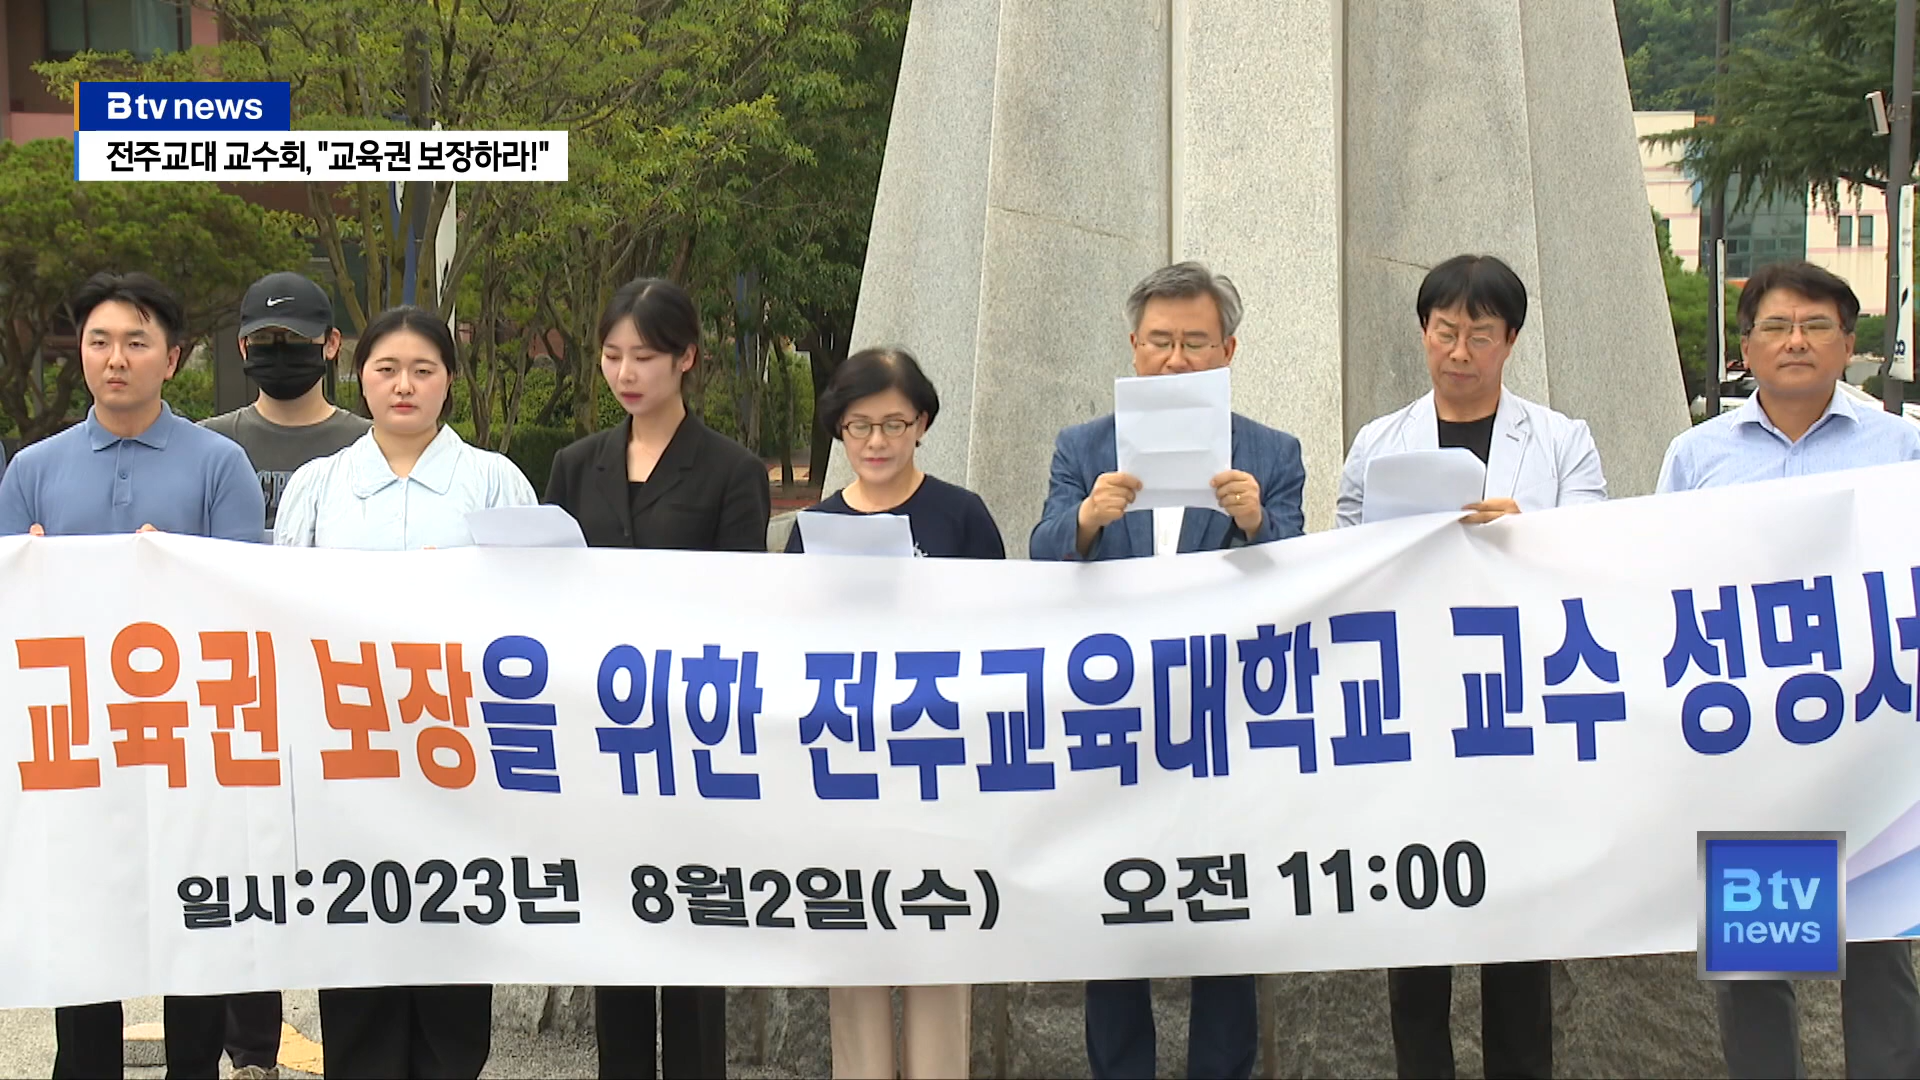 B tv news
전주교대 교수회, "교육권 보장하라!"
교육권 보장을 위한 전주교육대학교 교수 성명서
일시:2023년 8월2일(수) 오전 11:00
B tv
news